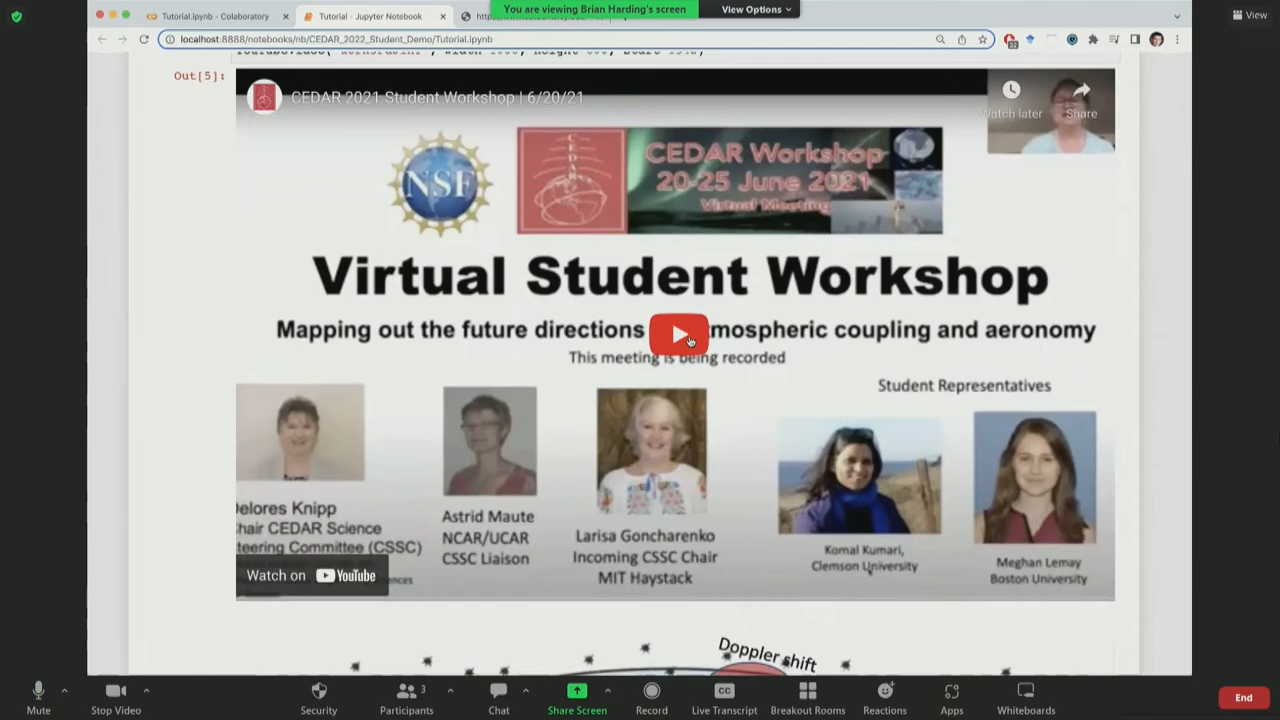 You are viewing Brian Harding's screen
View Options
View
Tutorial.ipynb - Colaboratory
Tutorial - Jupyter Notebook
localhost:8888/notebooks/nb/CEDAR_2022_Student_Demo/Tutorial.ipynb
Out[5]:
CEDAR 2021 Student Workshop | 6/20/21
Watch later
Share
NSF
CEDAR
CEDAR Workshop
20-25 June 2021
Virtual Meeting
Virtual Student Workshop
Mapping out the future directions
mospheric coupling and aeronomy
This meeting is being recorded
Student Representatives
elores Knipp
hair CEDAR Science
teering Committee (CSSC)
Astrid Maute
NCAR/UCAR
CSSC Liaison
Larisa Goncharenko
Incoming CSSC Chair
MIT Haystack
Komal Kumari,
Clemson University
Meghan Lemay
Boston University
Watch on YouTube
ences
Doppler shift
Mute
Stop Video
Security
Participants
3
Chat
Share Screen
Record
CC
Live Transcript
Breakout Rooms
Reactions
Apps
Whiteboards
End